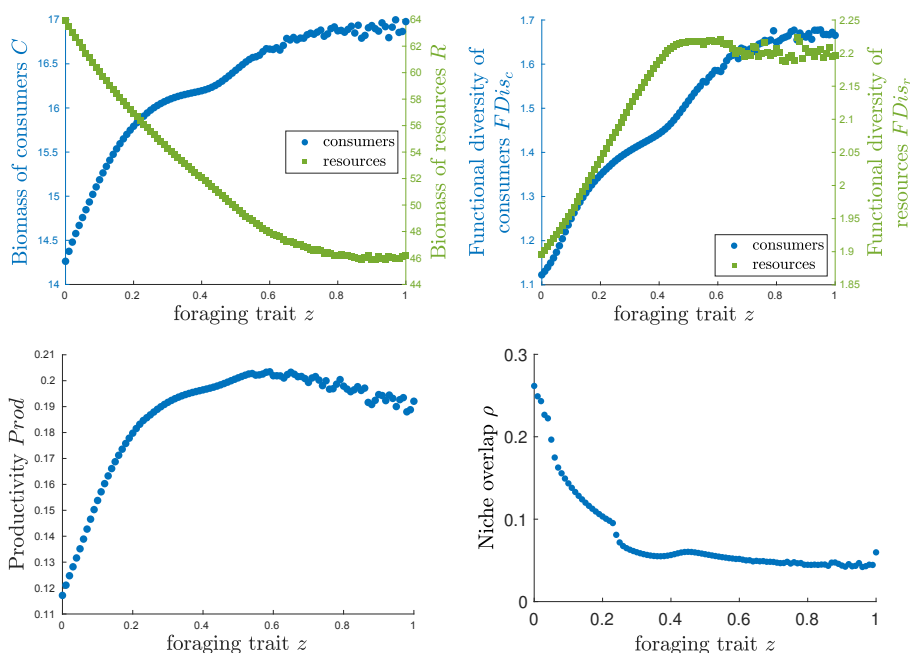 Biomass of consumers C
17
16.5
16
15.5
15
14.5
14
64
62
60
58
56
54
52
50
48
46
44
Biomass of resources R
consumers
resources
0 0.2 0.4 0.6 0.8 1
foraging trait z
Functional diversity of
consumers FDis_c
1.7
1.6
1.5
1.4
1.3
1.2
1.1
2.25
2.2
2.15
2.1
2.05
2
1.95
1.9
1.85
Functional diversity of
resources FDis_r
consumers
resources
0 0.2 0.4 0.6 0.8 1
foraging trait z
Productivity Prod
0.21
0.2
0.19
0.18
0.17
0.16
0.15
0.14
0.13
0.12
0.11
0 0.2 0.4 0.6 0.8 1
foraging trait z
Niche overlap ρ
0.3
0.2
0.1
0
0 0.2 0.4 0.6 0.8 1
foraging trait z